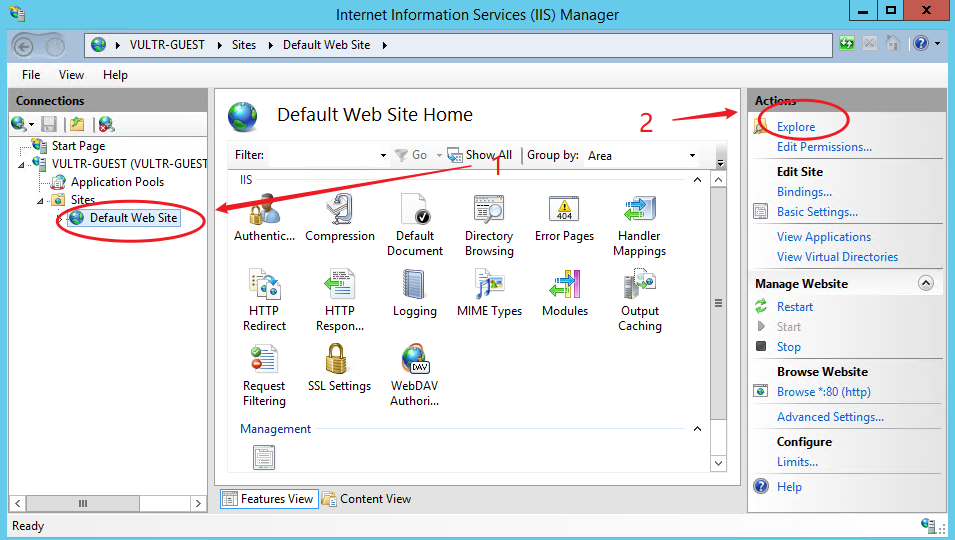 Internet Information Services (IIS) Manager
VULTR-GUEST
Sites
Default Web Site
File
View
Help
Connections
Start Page
VULTR-GUEST (VULTR-GUEST
Application Pools
Sites
Default Web Site
1
Default Web Site Home
Filter:
Go
Show All
Group by:
Area
IIS
Authentic...
Compression
Default
Document
Directory
Browsing
Error Pages
404
Handler
Mappings
HTTP
Redirect
HTTP
Respon...
Logging
MIME Types
Modules
Output
Caching
Request
Filtering
SSL Settings
DAV
WebDAV
Authori...
Management
Features View
Content View
2
Actions
Explore
Edit Permissions...
Edit Site
Bindings...
Basic Settings...
View Applications
View Virtual Directories
Manage Website
Restart
Start
Stop
Browse Website
Browse *:80 (http)
Advanced Settings...
Configure
Limits...
Help
Ready